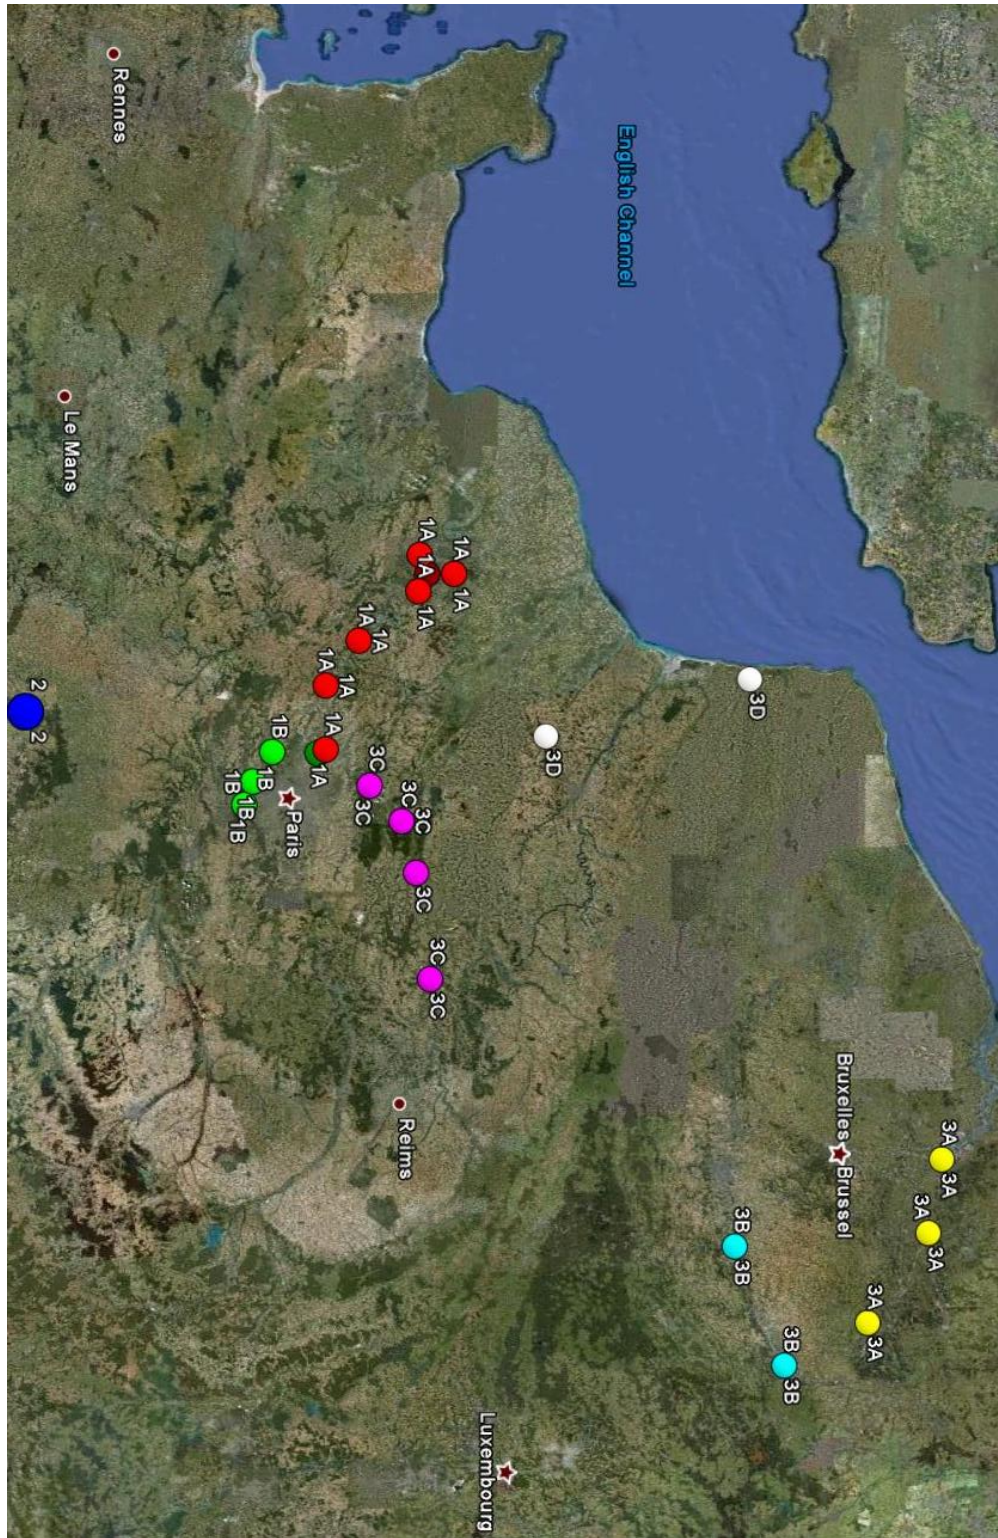 3A
3A
3A
3A
3A
3A
Bruxelles
Brussel
3B
3B
3D
3B
3B
English Channel
3D
Luxembourg
1A
1A
3C
3C
1A
1A
1A
3C
3C
3C
Reims
3C
3C
1A
1A
1A
1A
1A
1A
Paris
1B
1B
1B
1B
1B
Rennes
Le Mans
2
2